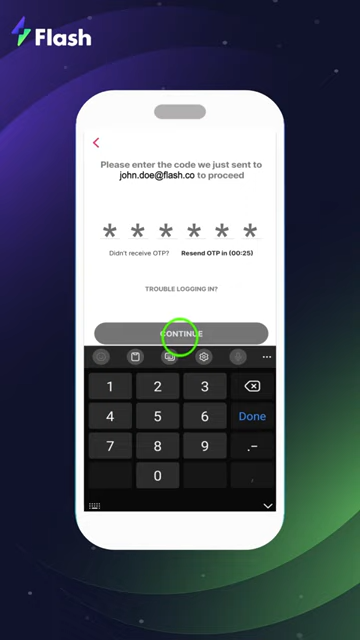 Flash
Please enter the code we just sent to
john.doe@flash.co to proceed
* * * * * *
Didn't receive OTP? Resend OTP in (00:25)
TROUBLE LOGGING IN?
CONTINUE
1 2 3
4 5 6 Done
7 8 9 .-
0 ,